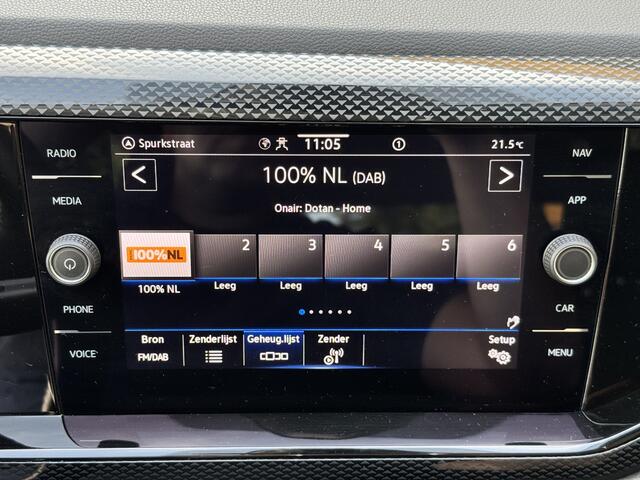 RADIO
MEDIA
PHONE
VOICE
Spurkstraat 11:05 1 21.5°C
< 100% NL (DAB) >
Onair: Dotan - Home
100%NL 2 3 4 5 6
100% NL Leeg Leeg Leeg Leeg Leeg
Bron Zenderlijst Geheug.lijst Zender Setup
FM/DAB
NAV
APP
CAR
MENU